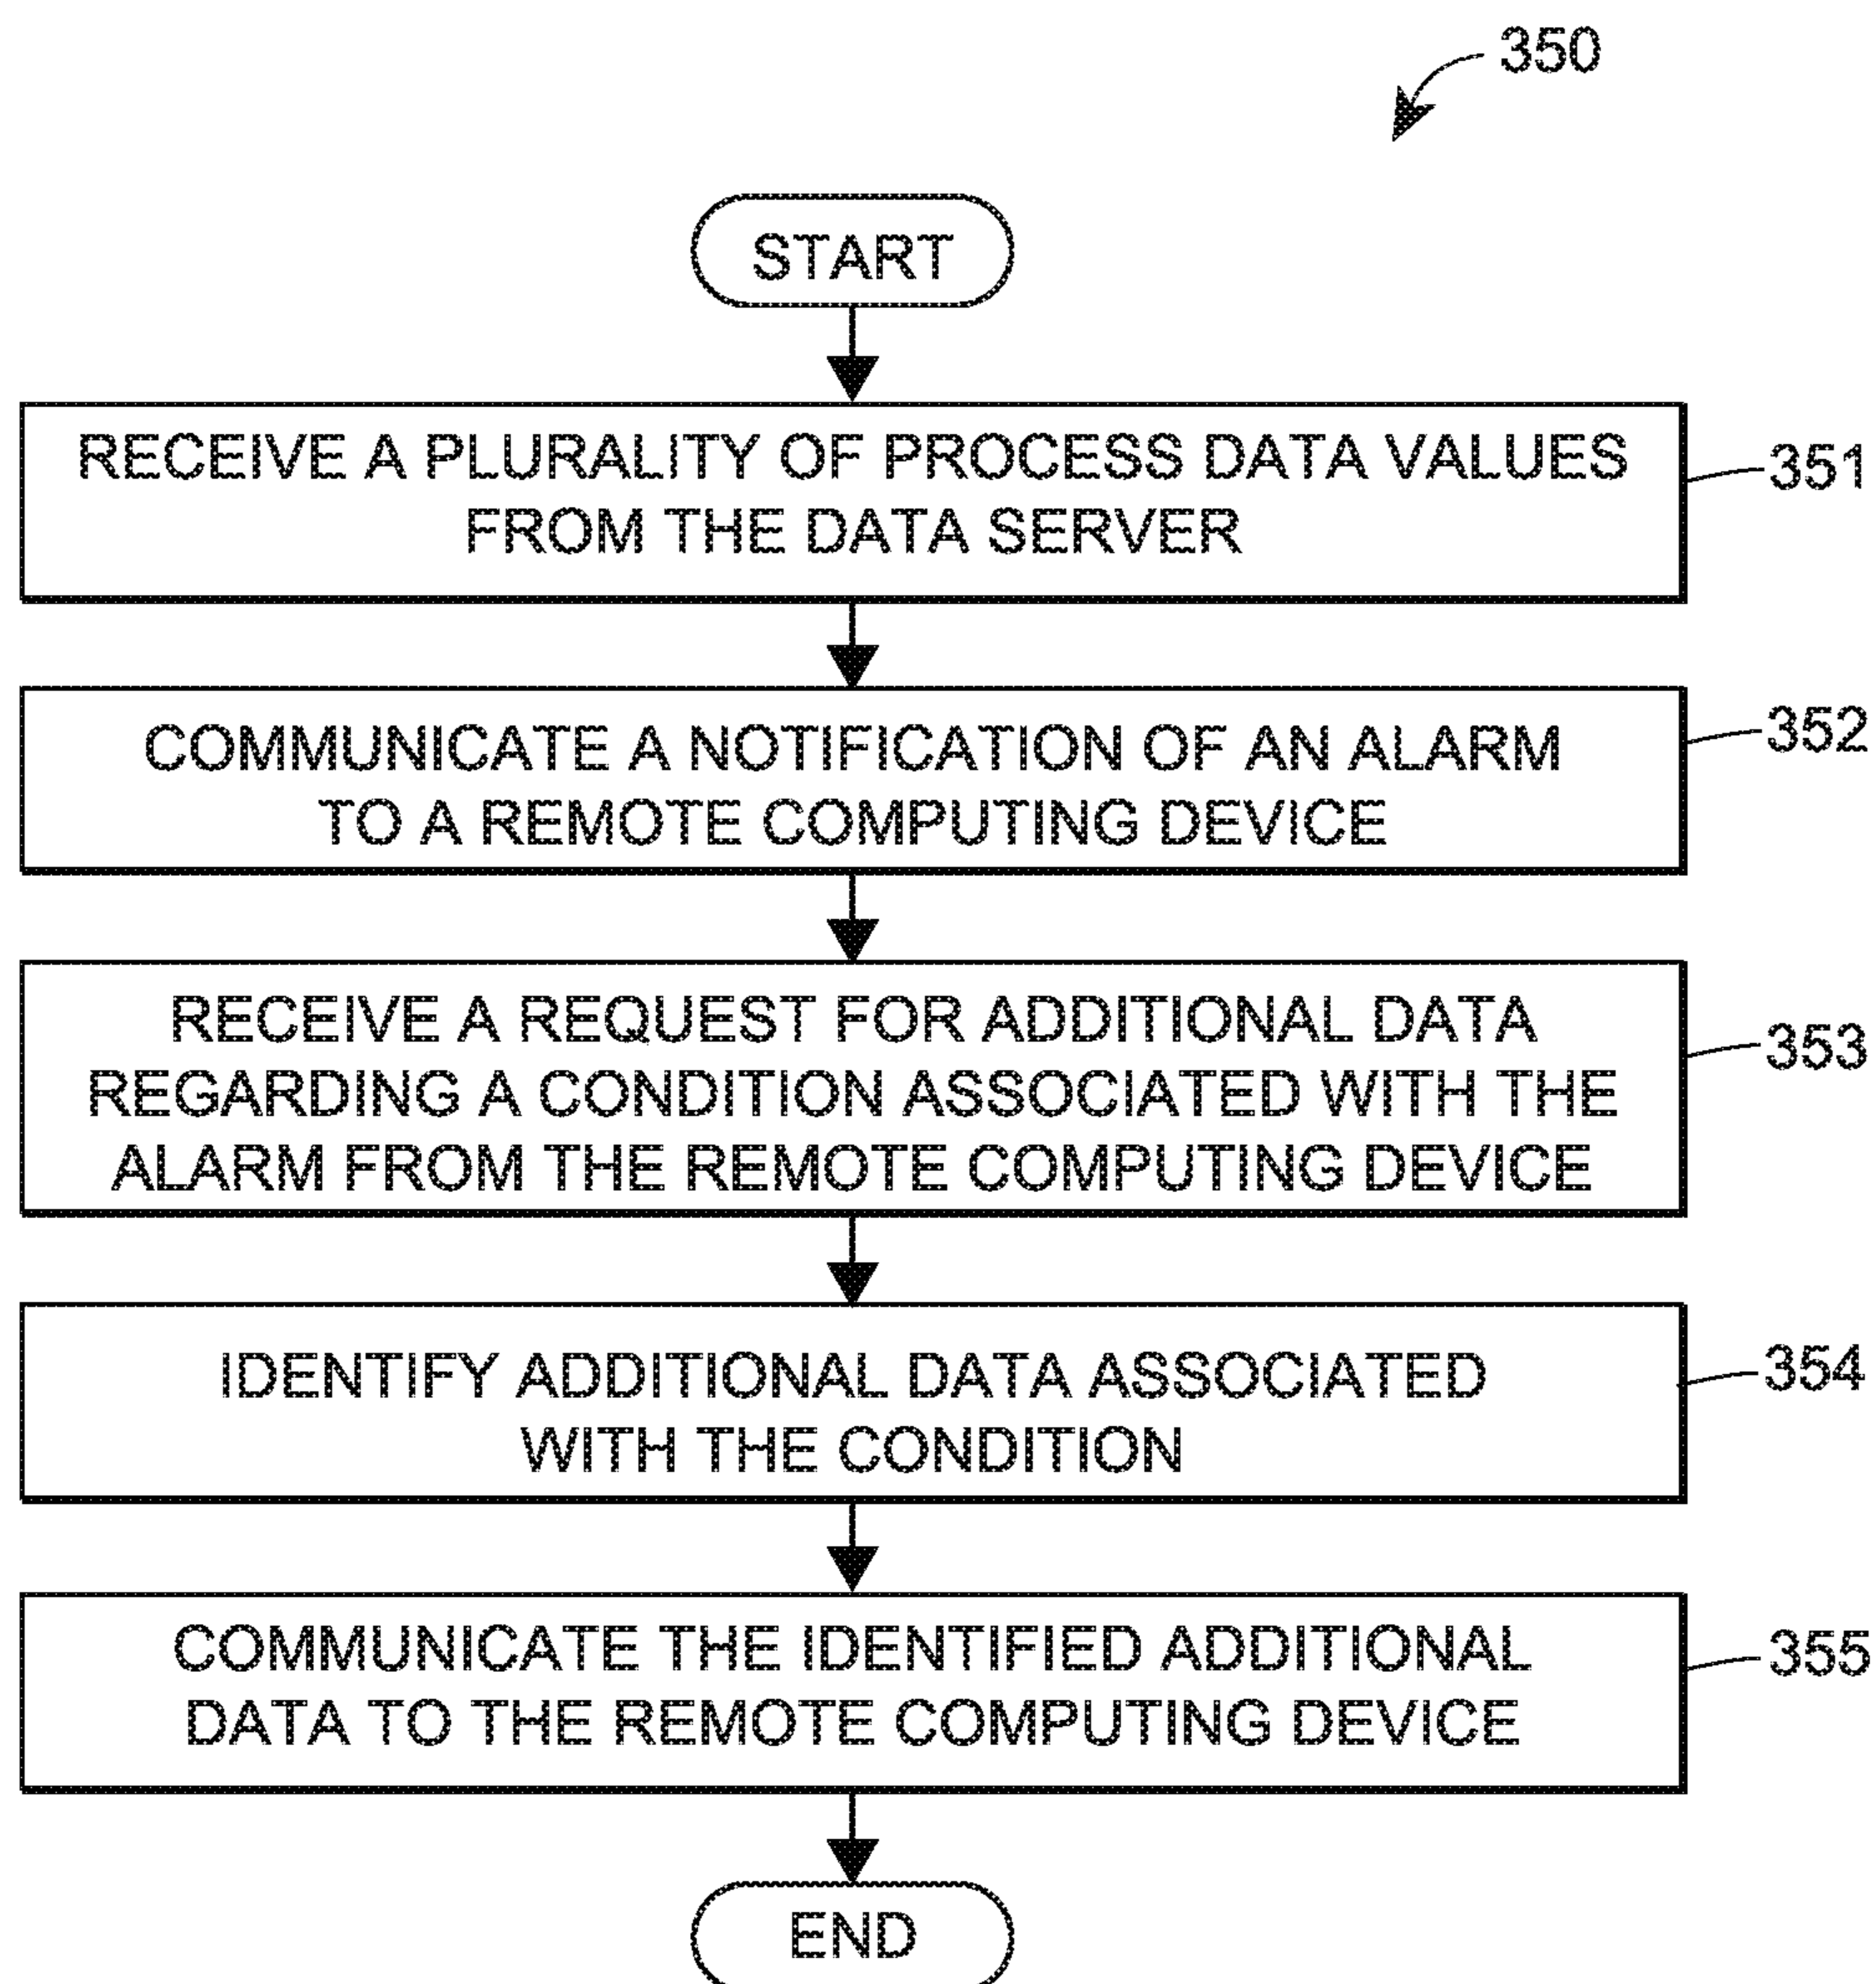 350
START
RECEIVE A PLURALITY OF PROCESS DATA VALUES
FROM THE DATA SERVER
351
COMMUNICATE A NOTIFICATION OF AN ALARM
TO A REMOTE COMPUTING DEVICE
352
RECEIVE A REQUEST FOR ADDITIONAL DATA
REGARDING A CONDITION ASSOCIATED WITH THE
ALARM FROM THE REMOTE COMPUTING DEVICE
353
IDENTIFY ADDITIONAL DATA ASSOCIATED
WITH THE CONDITION
354
COMMUNICATE THE IDENTIFIED ADDITIONAL
DATA TO THE REMOTE COMPUTING DEVICE
355
END